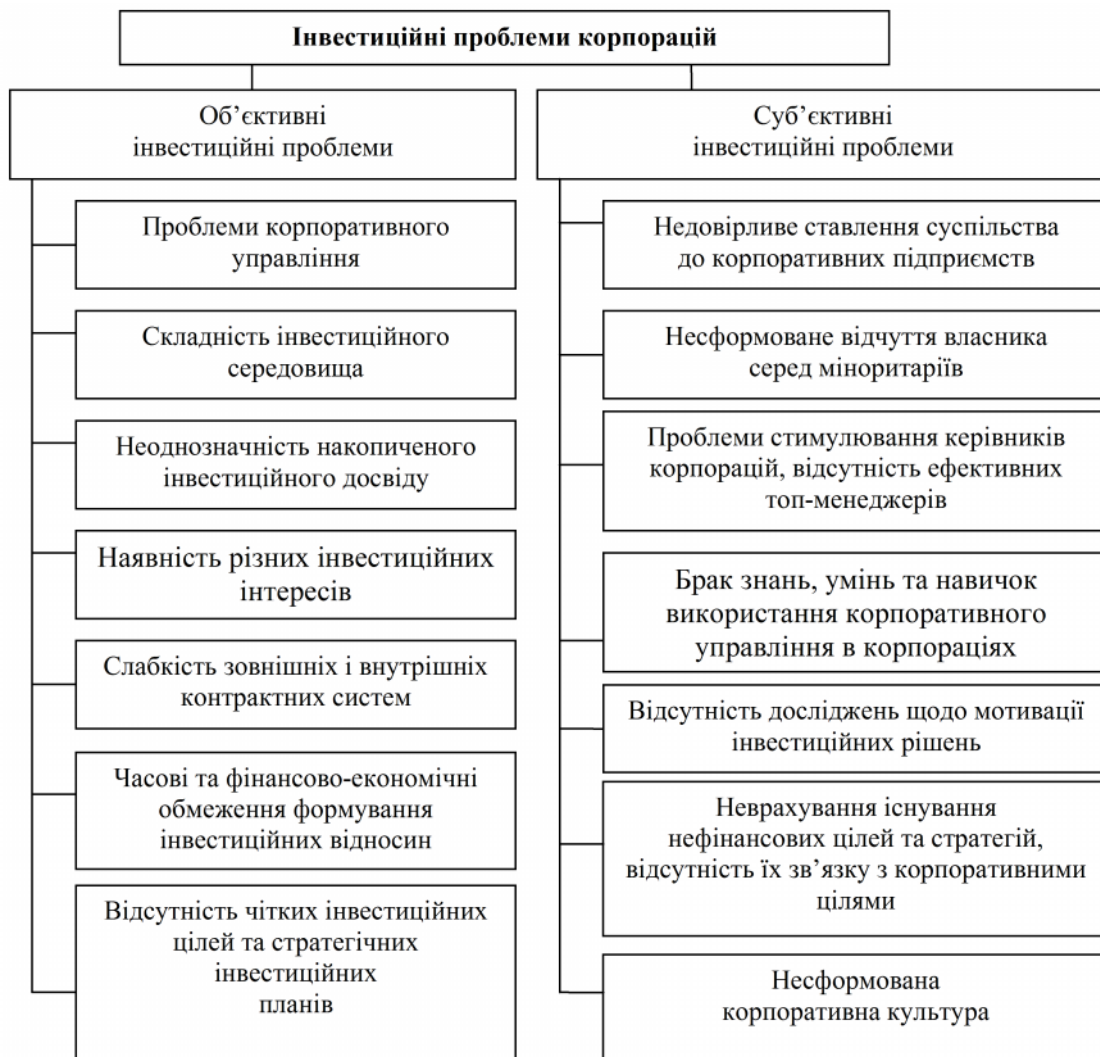 Інвестиційні проблеми корпорацій
Об’єктивні
інвестиційні проблеми
Проблеми корпоративного
управління
Складність інвестиційного
середовища
Неоднозначність накопиченого
інвестиційного досвіду
Наявність різних інвестиційних
інтересів
Слабкість зовнішніх і внутрішніх
контрактних систем
Часові та фінансово-економічні
обмеження формування
інвестиційних відносин
Відсутність чітких інвестиційних
цілей та стратегічних
інвестиційних
планів
Суб’єктивні
інвестиційні проблеми
Недовірливе ставлення суспільства
до корпоративних підприємств
Несформоване відчуття власника
серед міноритаріїв
Проблеми стимулювання керівників
корпорацій, відсутність ефективних
топ-менеджерів
Брак знань, умінь та навичок
використання корпоративного
управління в корпораціях
Відсутність досліджень щодо мотивації
інвестиційних рішень
Неврахування існування
нефінансових цілей та стратегій,
відсутність їх зв’язку з корпоративними
цілями
Несформована
корпоративна культура